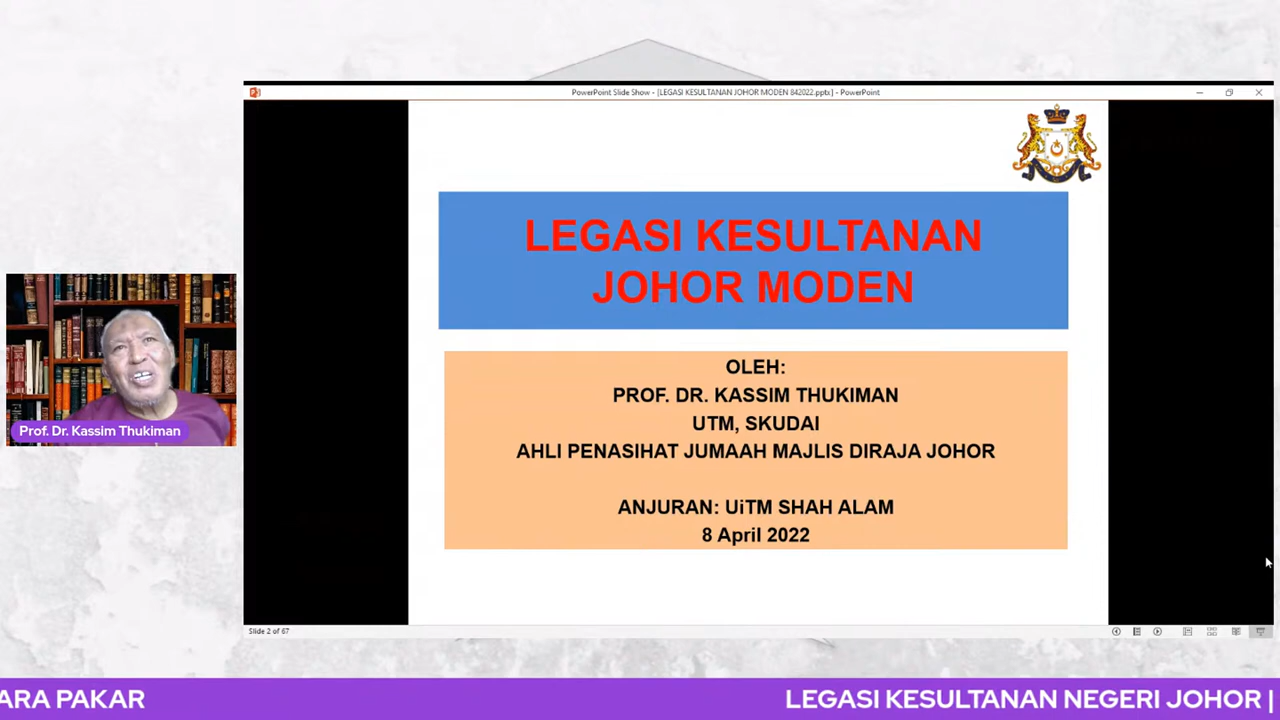 PowerPoint Slide Show - [LEGASI KESULTANAN JOHOR MODEN 842022.pptx] - PowerPoint
LEGASI KESULTANAN
JOHOR MODEN
OLEH:
PROF. DR. KASSIM THUKIMAN
UTM, SKUDAI
AHLI PENASIHAT JUMAAH MAJLIS DIRAJA JOHOR
ANJURAN: UiTM SHAH ALAM
8 April 2022
Prof. Dr. Kassim Thukiman
Slide 2 of 67
ARA PAKAR
LEGASI KESULTANAN NEGERI JOHOR |